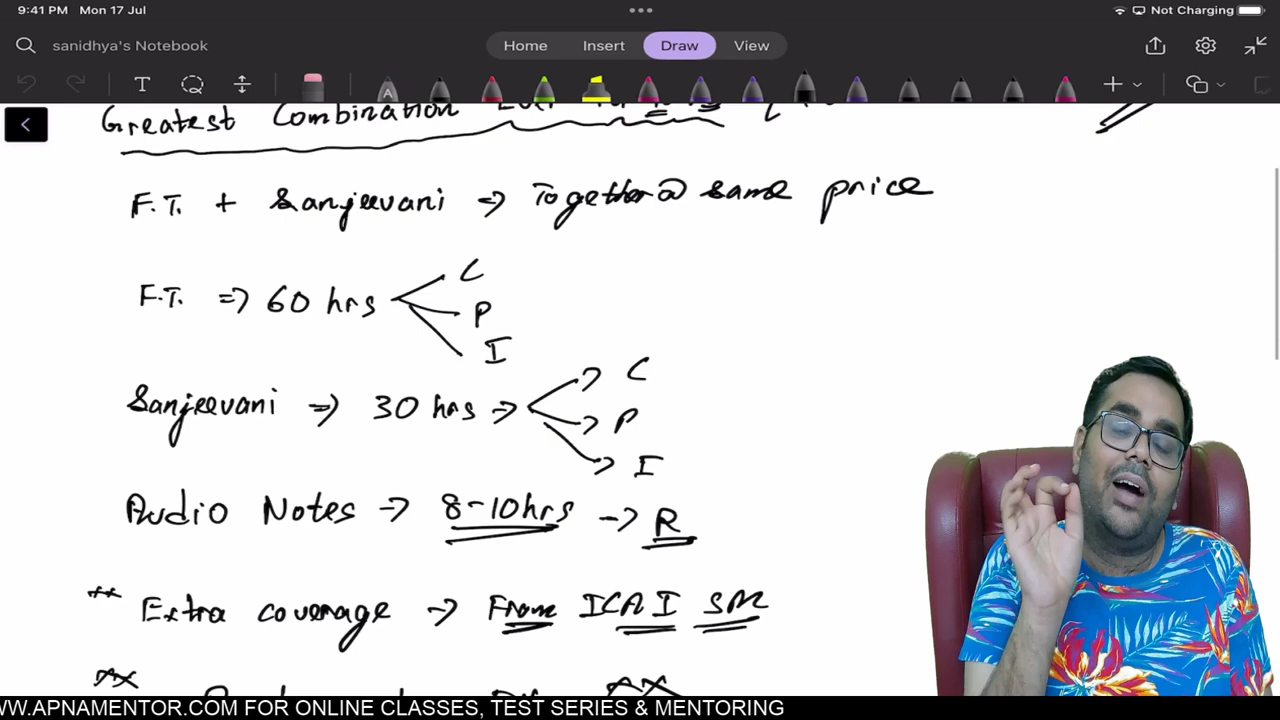 9:41 PM Mon 17 Jul
Not Charging
sanidhya's Notebook
Home Insert Draw View
T
A
Greatest Combination
F.T. + Sanjeevani => Together @ same price
F.T. => 60 hrs
C
P
I
Sanjeevani => 30 hrs ->
C
P
I
Audio Notes -> 8-10hrs -> R
** Extra coverage -> From ICAI SM
WW.APNAMENTOR.COM FOR ONLINE CLASSES, TEST SERIES & MENTORING